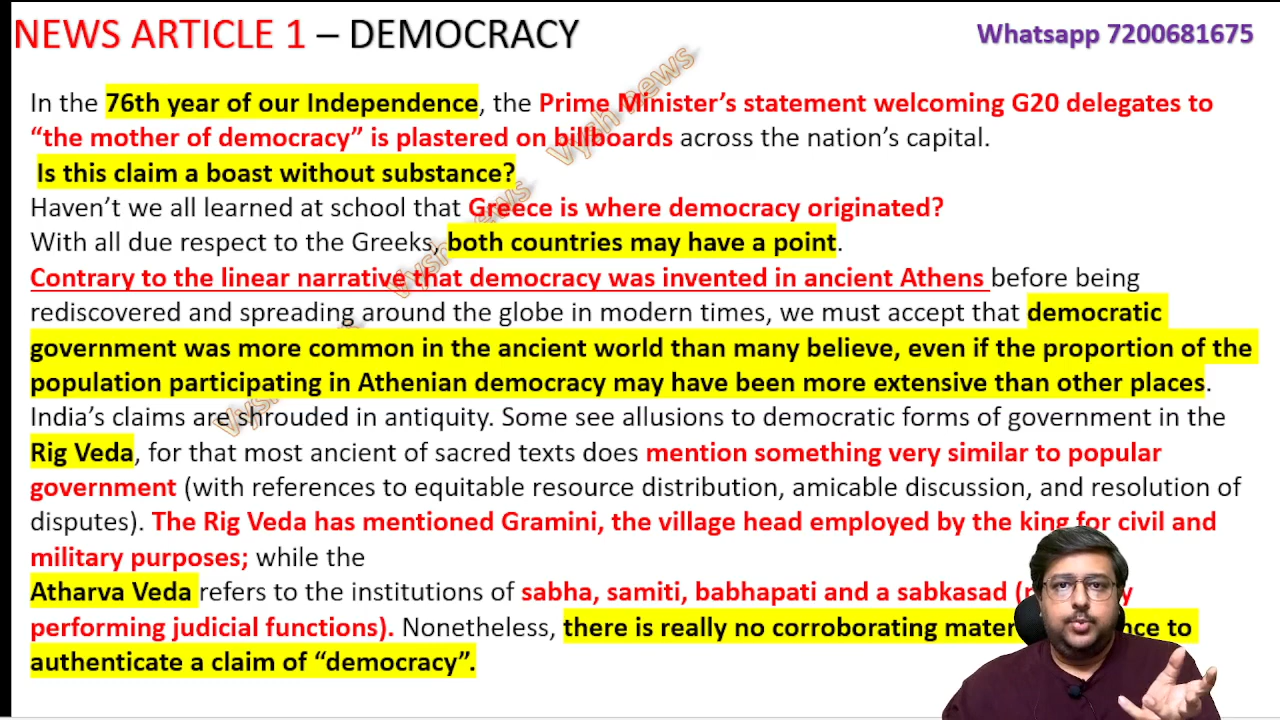 NEWS ARTICLE 1 – DEMOCRACY
Whatsapp 7200681675
In the 76th year of our Independence, the Prime Minister's statement welcoming G20 delegates to
"the mother of democracy" is plastered on billboards across the nation's capital.
Is this claim a boast without substance?
Haven't we all learned at school that Greece is where democracy originated?
With all due respect to the Greeks, both countries may have a point.
Contrary to the linear narrative that democracy was invented in ancient Athens before being
rediscovered and spreading around the globe in modern times, we must accept that democratic
government was more common in the ancient world than many believe, even if the proportion of the
population participating in Athenian democracy may have been more extensive than other places.
India's claims are shrouded in antiquity. Some see allusions to democratic forms of government in the
Rig Veda, for that most ancient of sacred texts does mention something very similar to popular
government (with references to equitable resource distribution, amicable discussion, and resolution of
disputes). The Rig Veda has mentioned Gramini, the village head employed by the king for civil and
military purposes; while the
Atharva Veda refers to the institutions of sabha, samiti, babhapati and a sabkasad
performing judicial functions). Nonetheless, there is really no corroborating to
authenticate a claim of "democracy".
Vysh news
Vysh news